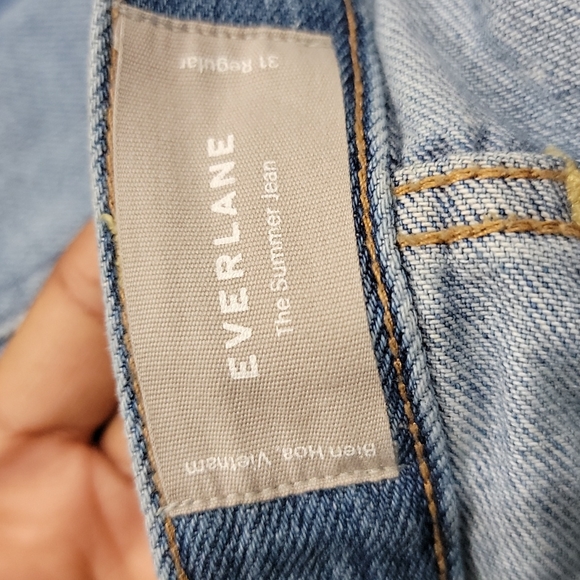 31 Regular
EVERLANE
The Summer Jean
Bien Hoa, Vietnam